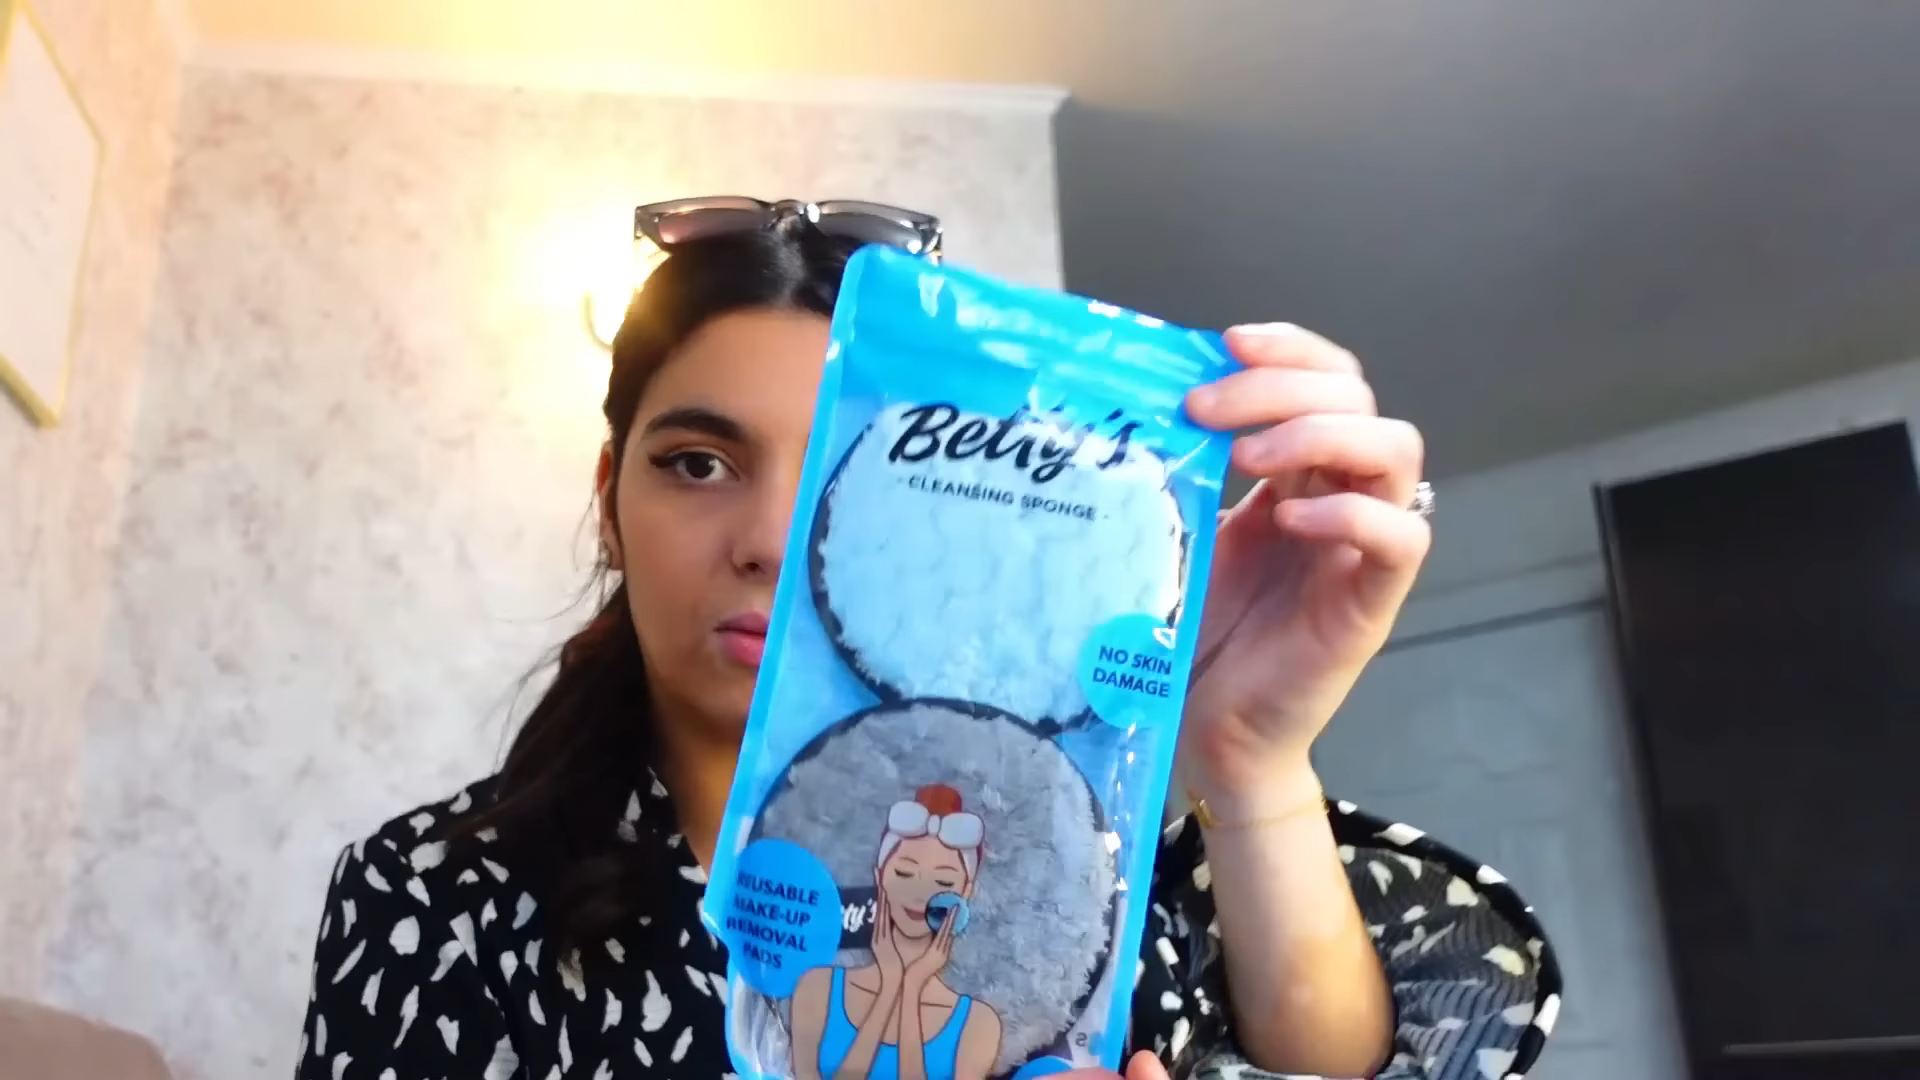 Betty's
- CLEANSING SPONGE -
NO SKIN
DAMAGE
REUSABLE
MAKE-UP
REMOVAL
PADS